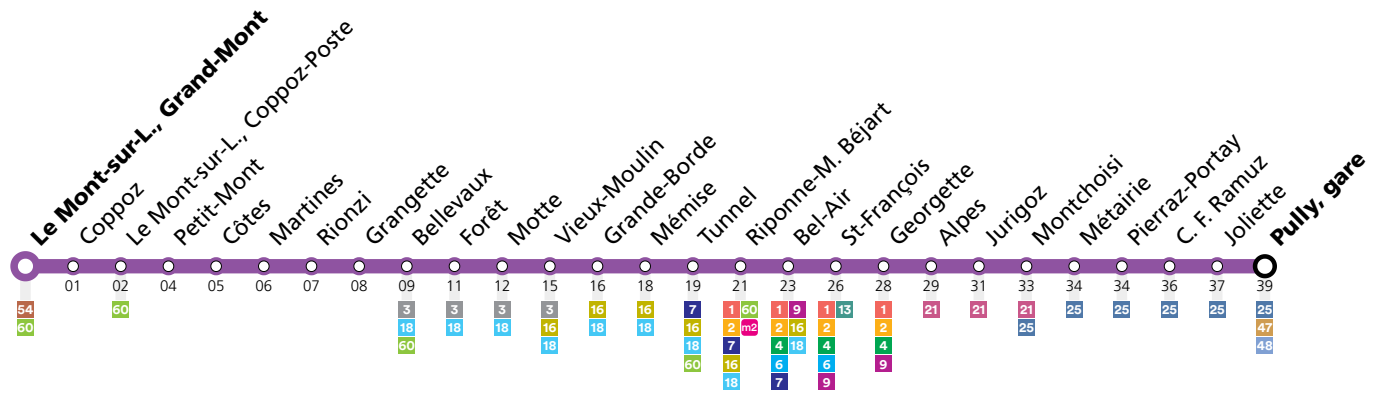 Le Mont-sur-L., Grand-Mont
Coppoz
Le Mont-sur-L., Coppoz-Poste
Petit-Mont
Côtes
Martines
Rionzi
Grangette
Bellevaux
Forêt
Motte
Vieux-Moulin
Grande-Borde
Mémise
Tunnel
Riponne-M. Béjart
Bel-Air
St-François
Georgette
Alpes
Jurigoz
Montchoisi
Métairie
Pierraz-Portay
C. F. Ramuz
Joliette
Pully, gare
01 02 04 05 06 07 08 09 11 12 15 16 18 19 21 23 26 28 29 31 33 34 34 36 37 39
54 60 3 3 3 3 16 16 7 1 60 1 9 1 13 1 21 21 21 25 25 25 25 25
60 18 18 18 16 18 18 16 2 m2 2 16 2 2 25 47
60 18 18 7 4 18 4 4 48
60 16 6 6 9
18 7 9